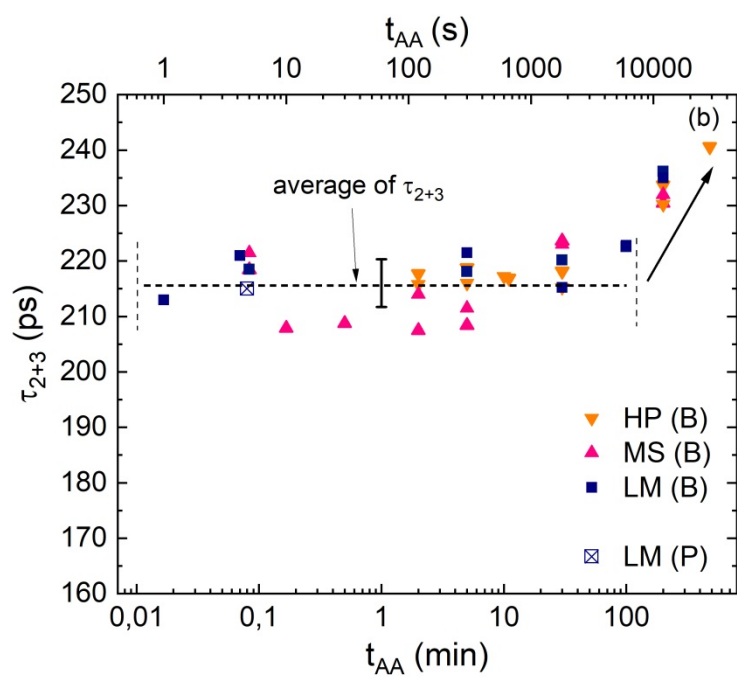 t_AA (s)
1 10 100 1000 10000
250
(b)
240
average of τ_2+3
230
220
210
τ_2+3 (ps)
200
190
HP (B)
MS (B)
180
LM (B)
170
LM (P)
160
0,01 0,1 1 10 100
t_AA (min)